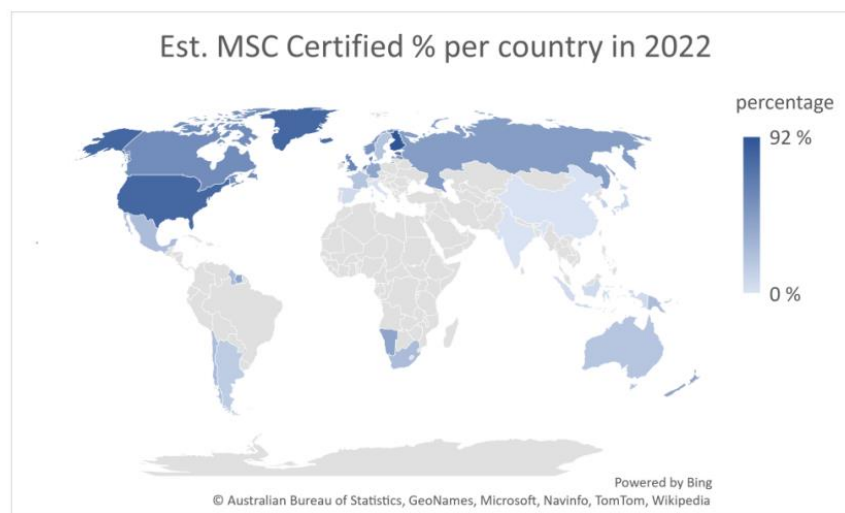 Est. MSC Certified % per country in 2022
percentage
92 %
0 %
Powered by Bing
© Australian Bureau of Statistics, GeoNames, Microsoft, Navinfo, TomTom, Wikipedia